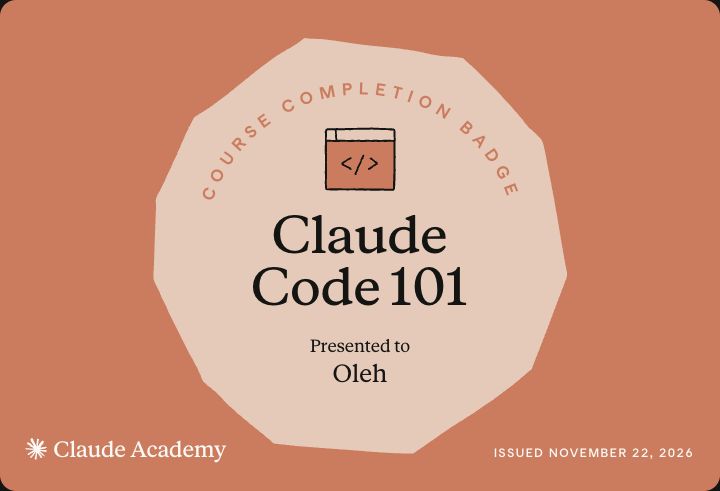 COURSE COMPLETION BADGE
</>
Claude
Code 101
Presented to
Oleh
Claude Academy
ISSUED NOVEMBER 22, 2026